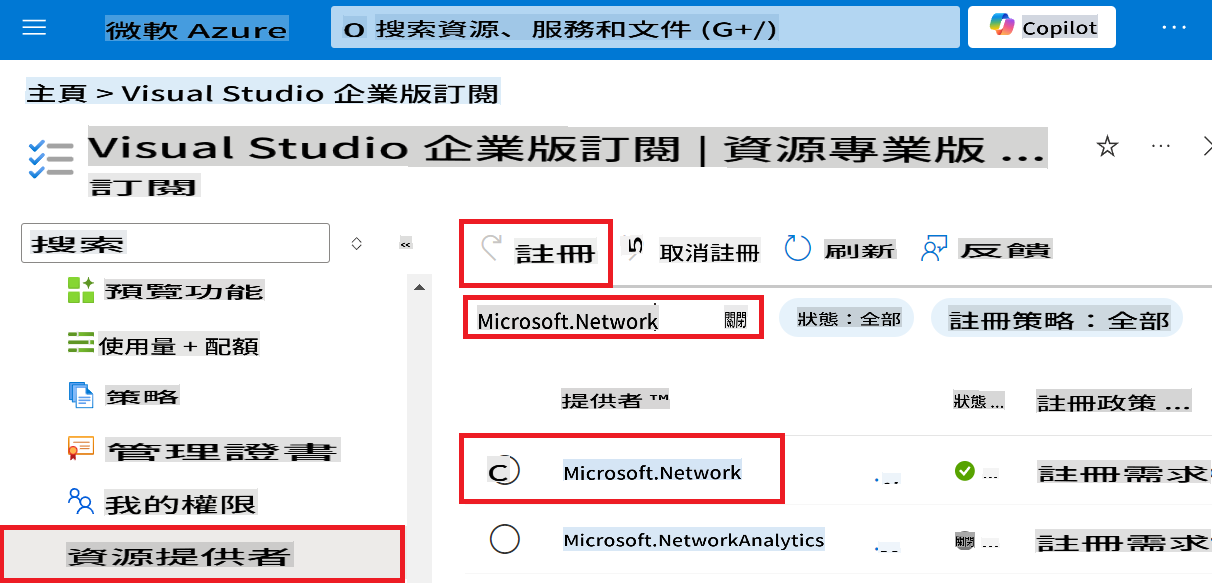 微軟 Azure
搜索資源、服務和文件 (G+/)
Copilot
主頁 > Visual Studio 企業版訂閱
Visual Studio 企業版訂閱 | 資源專業版 ...
訂閱
搜索
«
註冊
取消註冊
刷新
反饋
預覽功能
使用量 + 配額
策略
管理證書
我的權限
資源提供者
Microsoft.Network
關閉
狀態：全部
註冊策略：全部
提供者 ™
狀態 ...
註冊政策 ...
Microsoft.Network
...
註冊需求
Microsoft.NetworkAnalytics
...
註冊需求